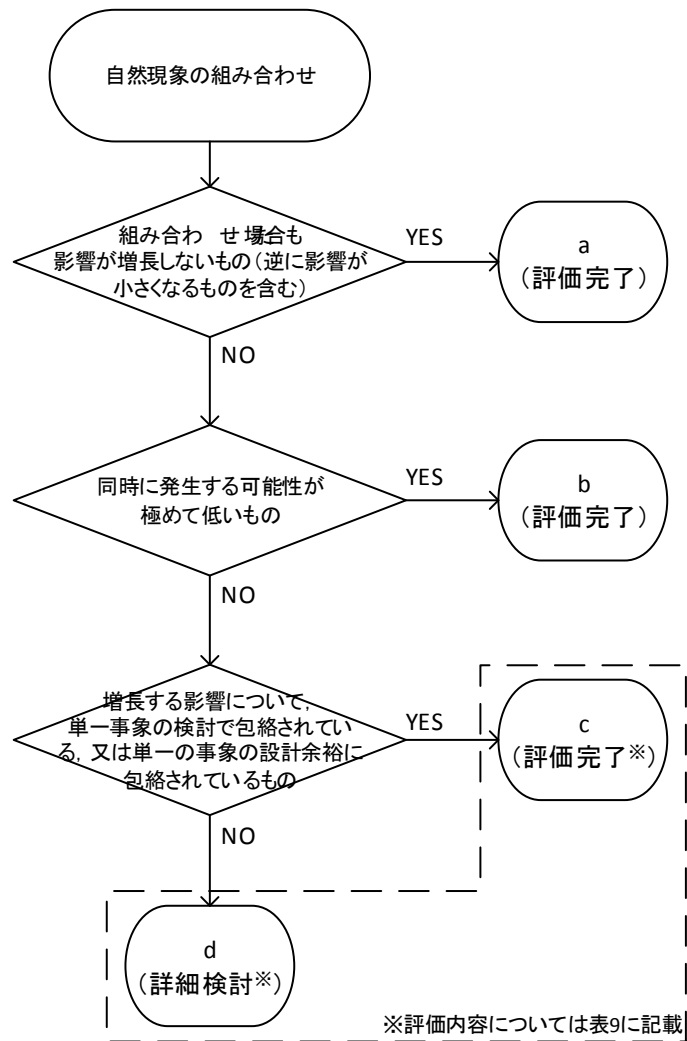 自然現象の組み合わせ
組み合わ せ 場合も
影響が増長しないもの（逆に影響が
小さくなるものを含む）
YES
a
（評価完了）
NO
同時に発生する可能性が
極めて低いもの
YES
b
（評価完了）
NO
増長する影響について，
単一事象の検討で包絡されてい
る，又は単一の事象の設計余裕に
包絡されているもの
YES
c
（評価完了※）
NO
d
（詳細検討※）
※評価内容については表9に記載